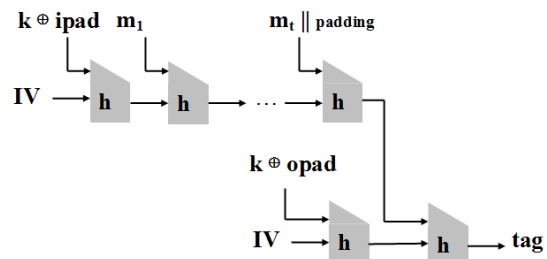 k ⊕ ipad m₁ mₜ || padding
IV h h ... h
k ⊕ opad
IV h h tag